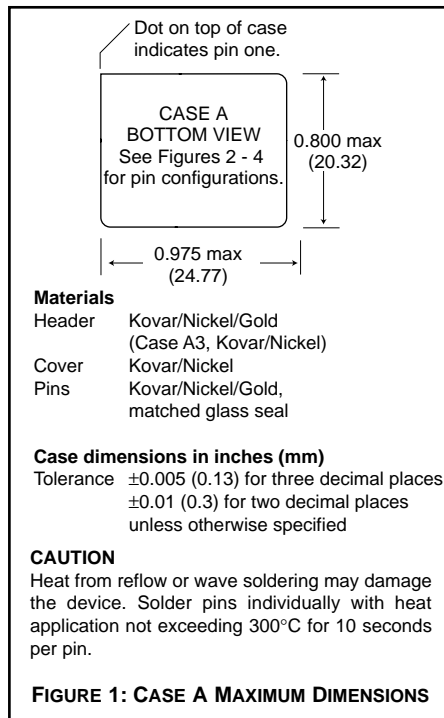 Dot on top of case
indicates pin one.
CASE A
BOTTOM VIEW
See Figures 2 - 4
for pin configurations.
0.800 max
(20.32)
0.975 max
(24.77)
Materials
Header Kovar/Nickel/Gold
(Case A3, Kovar/Nickel)
Cover Kovar/Nickel
Pins Kovar/Nickel/Gold,
matched glass seal
Case dimensions in inches (mm)
Tolerance ±0.005 (0.13) for three decimal places
±0.01 (0.3) for two decimal places
unless otherwise specified
CAUTION
Heat from reflow or wave soldering may damage
the device. Solder pins individually with heat
application not exceeding 300°C for 10 seconds
per pin.
FIGURE 1: CASE A MAXIMUM DIMENSIONS